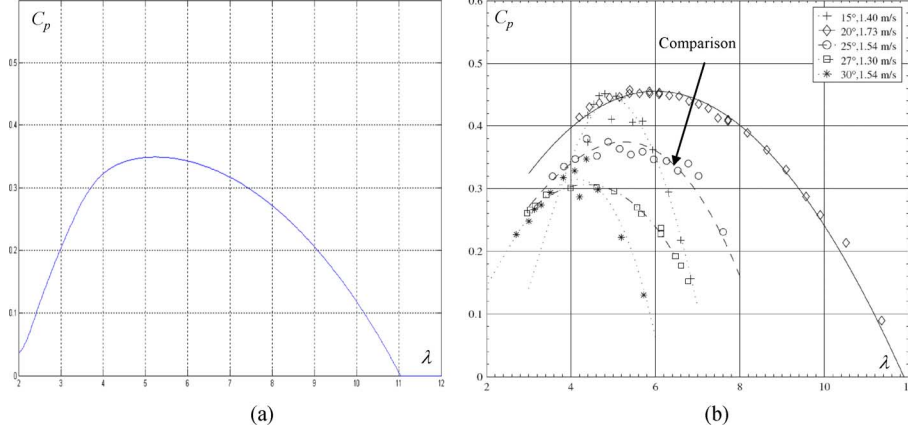 C_p
0.5
0.4
0.3
0.2
0.1
0
λ
2 3 4 5 6 7 8 9 10 11 12
(a)
0.6
C_p
15°,1.40 m/s
20°,1.73 m/s
25°,1.54 m/s
27°,1.30 m/s
30°,1.54 m/s
Comparison
0.5
0.4
0.3
0.2
0.1
0
λ
2 4 6 8 10
(b)